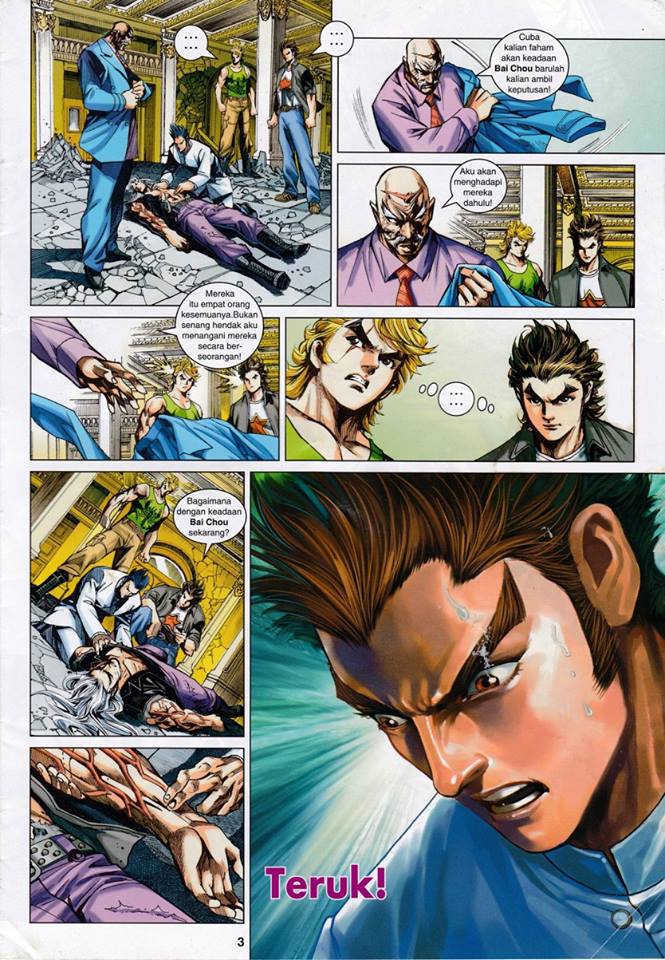 ... ...
... ...
Cuba
kalian faham
akan keadaan
Bai Chou barulah
kalian ambil
keputusan!
Aku akan
menghadapi
mereka
dahulu!
Mereka
itu empat orang
kesemuanya.Bukan
senang hendak aku
menangani mereka
secara ber-
seorangan!
... ...
Bagaimana
dengan keadaan
Bai Chou
sekarang?
Teruk!
3